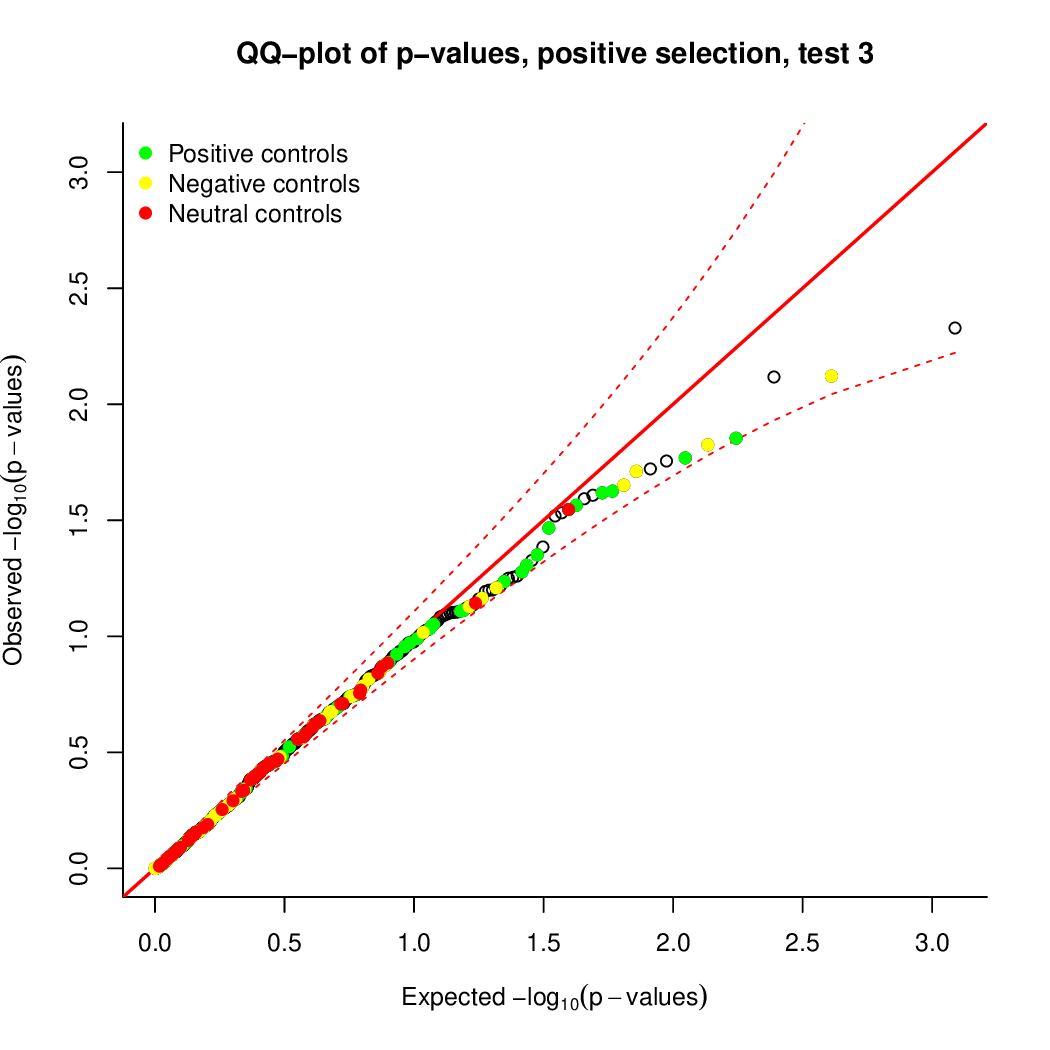 QQ−plot of p−values, positive selection, test 3
Positive controls
Negative controls
Neutral controls
Observed −log10(p−values)
3.0
2.5
2.0
1.5
1.0
0.5
0.0
0.0 0.5 1.0 1.5 2.0 2.5 3.0
Expected −log10(p−values)